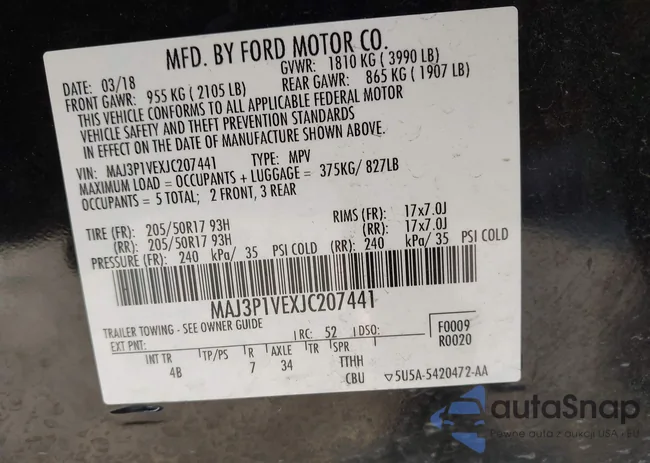 MFD. BY FORD MOTOR CO.
DATE: 03/18 GVWR: 1810 KG ( 3990 LB)
FRONT GAWR: 955 KG ( 2105 LB) REAR GAWR: 865 KG ( 1907 LB)
THIS VEHICLE CONFORMS TO ALL APPLICABLE FEDERAL MOTOR
VEHICLE SAFETY AND THEFT PREVENTION STANDARDS
IN EFFECT ON THE DATE OF MANUFACTURE SHOWN ABOVE.
VIN: MAJ3P1VEXJC207441 TYPE: MPV
MAXIMUM LOAD = OCCUPANTS + LUGGAGE = 375KG/ 827LB
OCCUPANTS = 5 TOTAL; 2 FRONT, 3 REAR
TIRE (FR): 205/50R17 93H RIMS (FR): 17x7.0J
(RR): 205/50R17 93H (RR): 17x7.0J
PRESSURE (FR): 240 kPa/ 35 PSI COLD (RR): 240 kPa/ 35 PSI COLD
MAJ3P1VEXJC207441
TRAILER TOWING - SEE OWNER GUIDE
EXT PNT: RC: 52 DSO: F0009
INT TR TP/PS R AXLE TR SPR R0020
4B 7 34 TTHH
CBU 5U5A-5420472-AA
autaSnap
Pewne auta z aukcji USA i EU